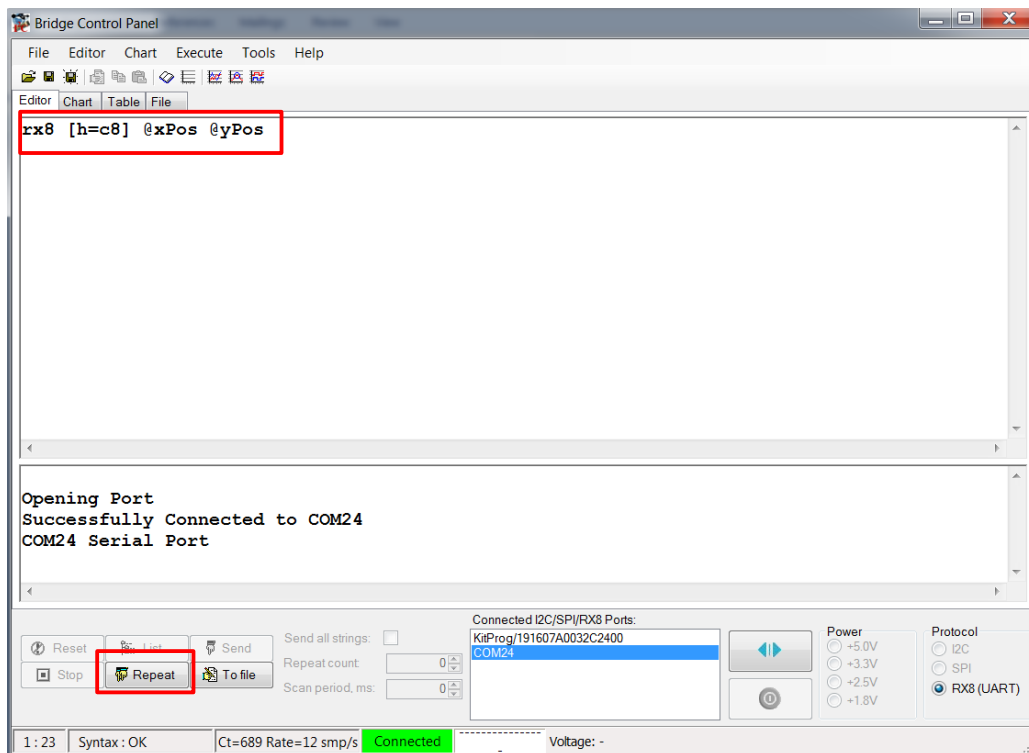 Bridge Control Panel
File Editor Chart Execute Tools Help
Editor Chart Table File
rx8 [h=c8] @xPos @yPos
Opening Port
Successfully Connected to COM24
COM24 Serial Port
Connected I2C/SPI/RX8 Ports:
KitProg/191607A0032C2400
COM24
Reset List Send
Stop Repeat To file
Send all strings:
Repeat count: 0
Scan period, ms: 0
Power
+5.0V
+3.3V
+2.5V
+1.8V
Protocol
I2C
SPI
RX8 (UART)
1 : 23 Syntax : OK Ct=689 Rate=12 smp/s Connected Voltage: -